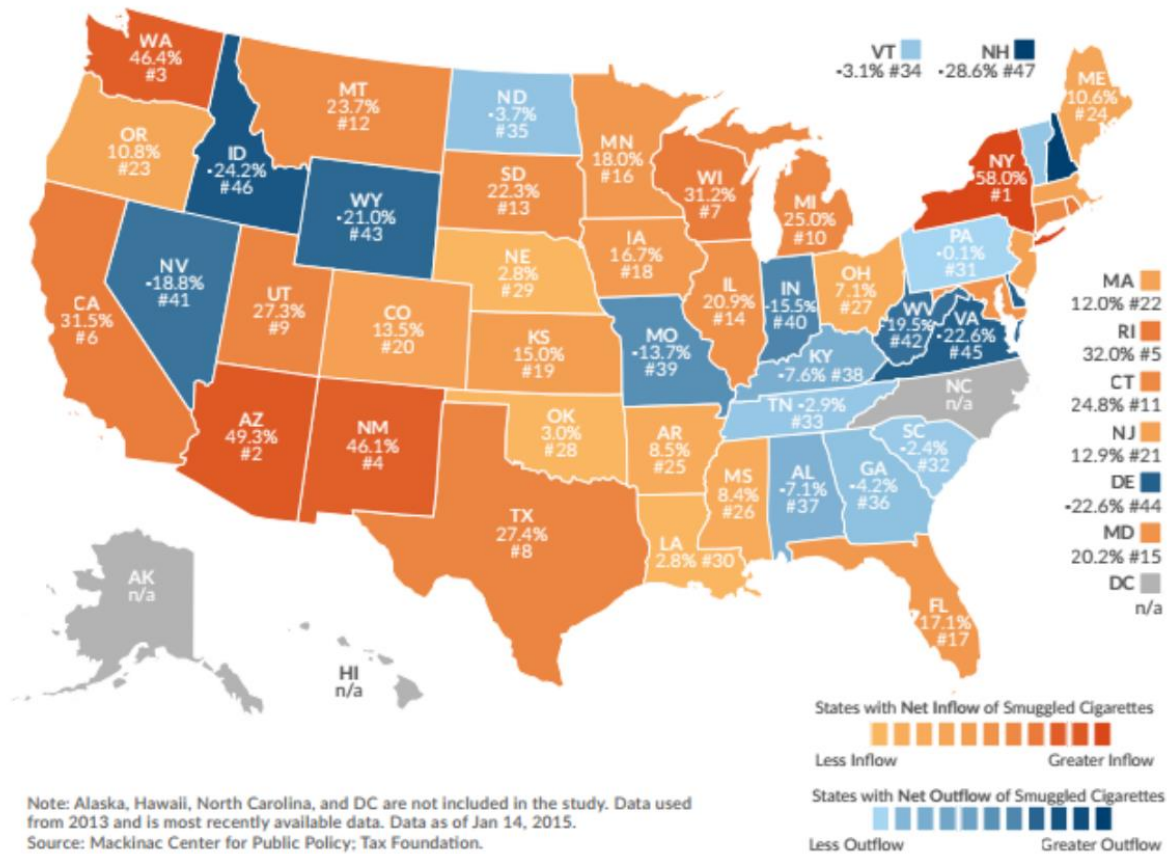 WA
46.4%
#3
MT
23.7%
#12
ND
-3.7%
#35
VT
-3.1% #34
NH
-28.6% #47
ME
10.6%
#24
OR
10.8%
#23
ID
-24.2%
#46
WY
-21.0%
#43
SD
22.3%
#13
MN
18.0%
#16
WI
31.2%
#7
MI
25.0%
#10
NY
58.0%
#1
NV
-18.8%
#41
UT
27.3%
#9
CA
31.5%
#6
CO
13.5%
#20
NE
2.8%
#29
IA
16.7%
#18
IL
20.9%
#14
IN
-15.5%
#40
OH
7.1%
#27
PA
-0.1%
#31
WV
-19.5%
#42
VA
-22.6%
#45
KS
15.0%
#19
MO
-13.7%
#39
KY
-7.6% #38
NC
n/a
TN -2.9%
#33
AZ
49.3%
#2
NM
46.1%
#4
OK
3.0%
#28
AR
8.5%
#25
MS
8.4%
#26
AL
-7.1%
#37
GA
-4.2%
#36
SC
-2.4%
#32
TX
27.4%
#8
LA
2.8% #30
FL
17.1%
#17
AK
n/a
HI
n/a
MA
12.0% #22
RI
32.0% #5
CT
24.8% #11
NJ
12.9% #21
DE
-22.6% #44
MD
20.2% #15
DC
n/a
States with Net Inflow of Smuggled Cigarettes
Less Inflow Greater Inflow
States with Net Outflow of Smuggled Cigarettes
Less Outflow Greater Outflow
Note: Alaska, Hawaii, North Carolina, and DC are not included in the study. Data used
from 2013 and is most recently available data. Data as of Jan 14, 2015.
Source: Mackinac Center for Public Policy; Tax Foundation.